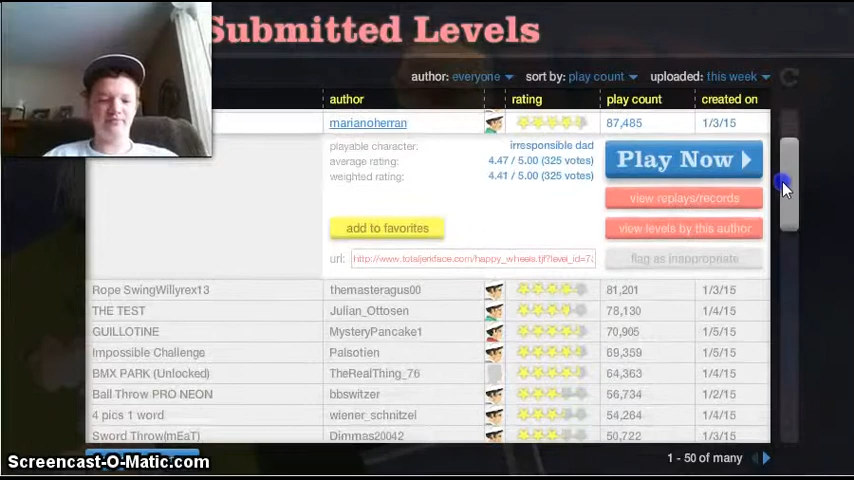 Submitted Levels
author: everyone sort by: play count uploaded: this week
author rating play count created on
marianoherran 87,485 1/3/15
playable character: irresponsible dad
average rating: 4.47 / 5.00 (325 votes)
weighted rating: 4.41 / 5.00 (325 votes)
Play Now
view replays/records
add to favorites
view levels by this author
url: http://www.totaljerkface.com/happy_wheels.tjf?level_id=7
flag as inappropriate
Rope SwingWillyrex13 themasteragus00 81,201 1/3/15
THE TEST Julian_Ottosen 78,130 1/4/15
GUILLOTINE MysteryPancake1 70,905 1/5/15
Impossible Challenge Palsotien 69,359 1/5/15
BMX PARK (Unlocked) TheRealThing_76 64,363 1/4/15
Ball Throw PRO NEON bbswitzer 56,734 1/2/15
4 pics 1 word wiener_schnitzel 54,264 1/4/15
Sword Throw(mEaT) Dimmas20042 50,722 1/3/15
1 - 50 of many
Screencast-O-Matic.com